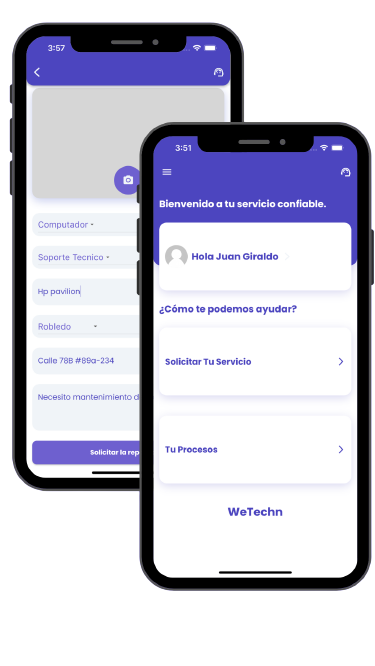 3:57
Computador
Soporte Tecnico
Hp pavilion
Robledo
Calle 78B #89a-234
Necesito mantenimiento d
Solicitar la rep
3:51
Bienvenido a tu servicio confiable.
Hola Juan Giraldo
¿Cómo te podemos ayudar?
Solicitar Tu Servicio
Tu Procesos
WeTechn